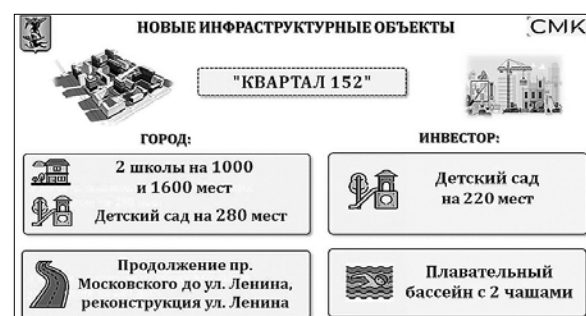 НОВЫЕ ИНФРАСТРУКТУРНЫЕ ОБЪЕКТЫ
СМК
"КВАРТАЛ 152"
ГОРОД:
2 школы на 1000
и 1600 мест
Детский сад на 280 мест
Продолжение пр.
Московского до ул. Ленина,
реконструкция ул. Ленина
ИНВЕСТОР:
Детский сад
на 220 мест
Плавательный
бассейн с 2 чашами